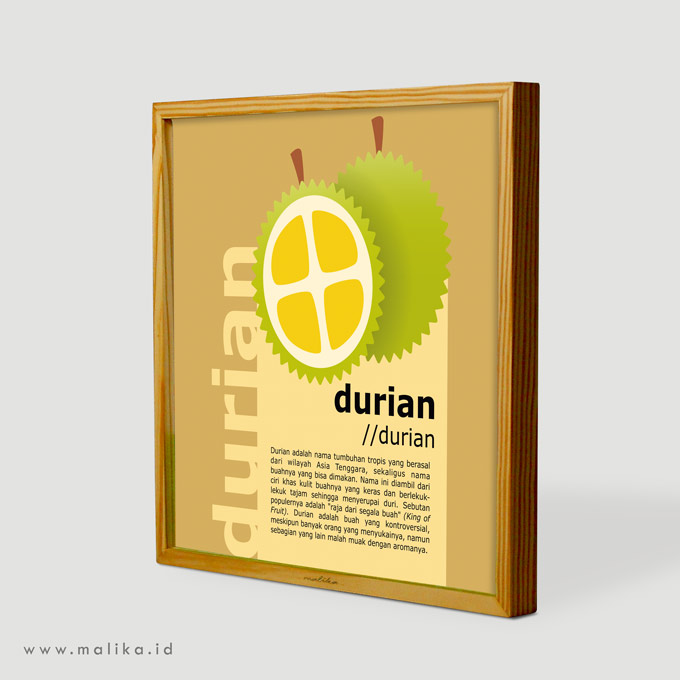 durian
durian
//durian
Durian adalah nama tumbuhan tropis yang berasal
dari wilayah Asia Tenggara, sekaligus nama
buahnya yang bisa dimakan. Nama ini diambil dari
ciri khas kulit buahnya yang keras dan berlekuk-
lekuk tajam sehingga menyerupai duri. Sebutan
populernya adalah "raja dari segala buah" (King of
Fruit). Durian adalah buah yang kontroversial,
meskipun banyak orang yang menyukainya, namun
sebagian yang lain malah muak dengan aromanya.
malika
www.malika.id